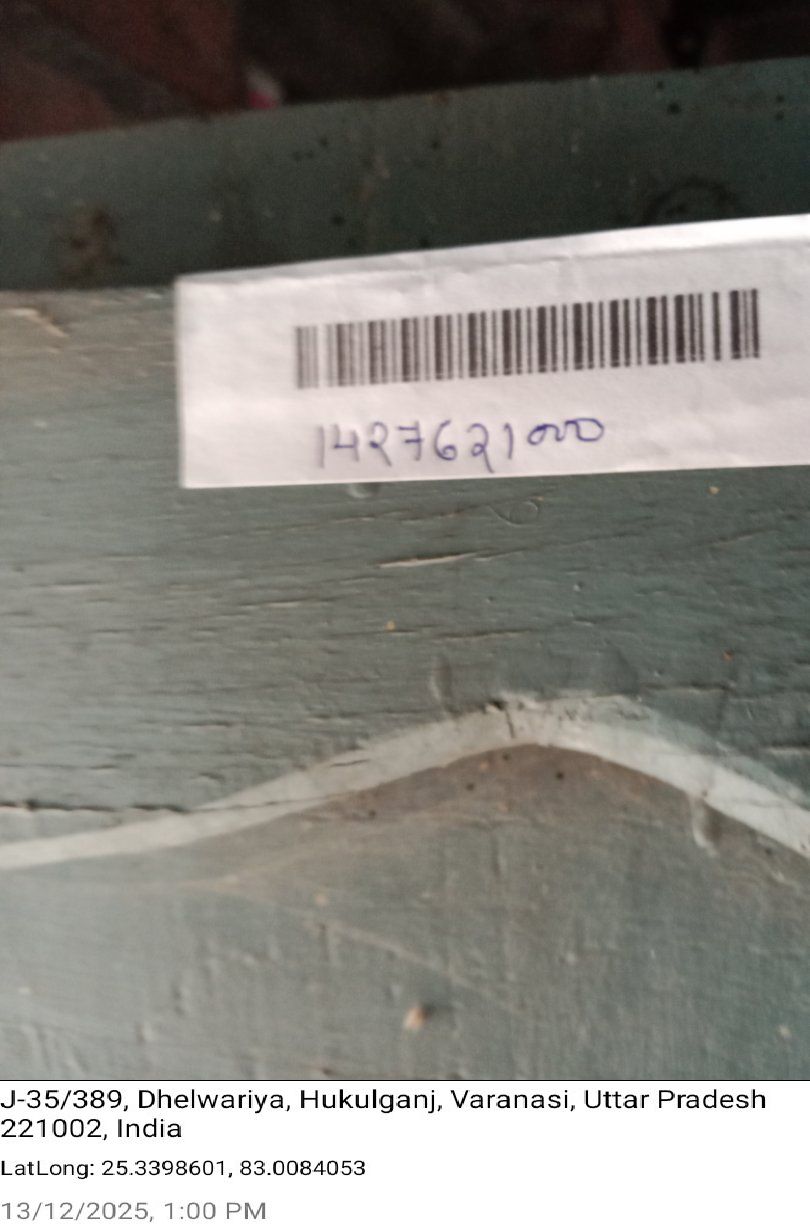 1427621000
J-35/389, Dhelwariya, Hukulganj, Varanasi, Uttar Pradesh
221002, India
LatLong: 25.3398601, 83.0084053
13/12/2025, 1:00 PM